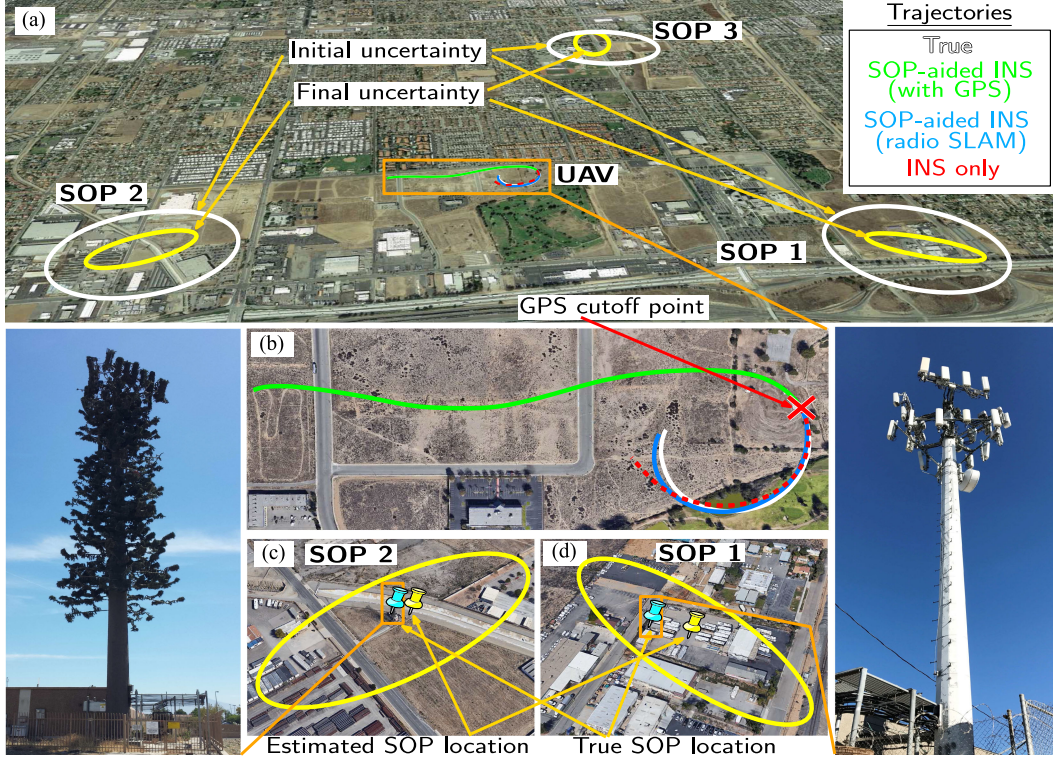 (a)
SOP 3
Trajectories
Initial uncertainty
True
SOP-aided INS
(with GPS)
Final uncertainty
SOP-aided INS
(radio SLAM)
INS only
UAV
SOP 2
SOP 1
GPS cutoff point
(b)
(c)
SOP 2
(d)
SOP 1
Estimated SOP location
True SOP location